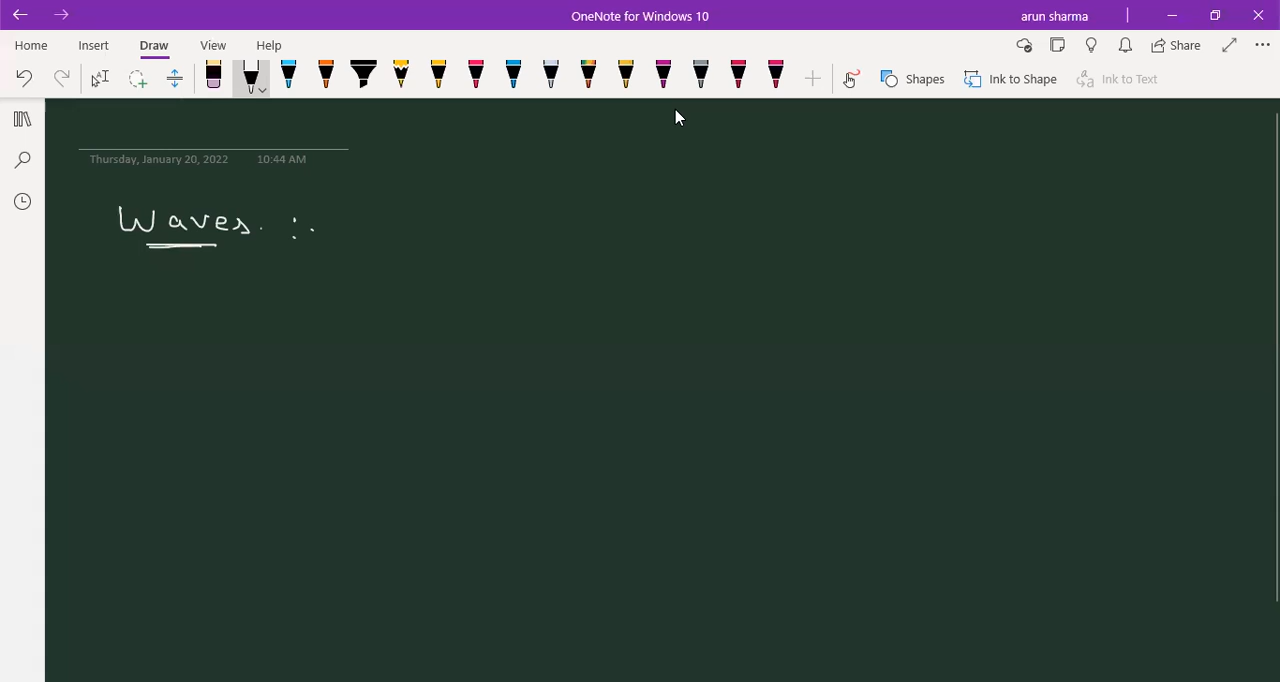 OneNote for Windows 10
arun sharma
Home Insert Draw View Help
Share
Shapes Ink to Shape Ink to Text
Thursday, January 20, 2022 10:44 AM
Waves. :.